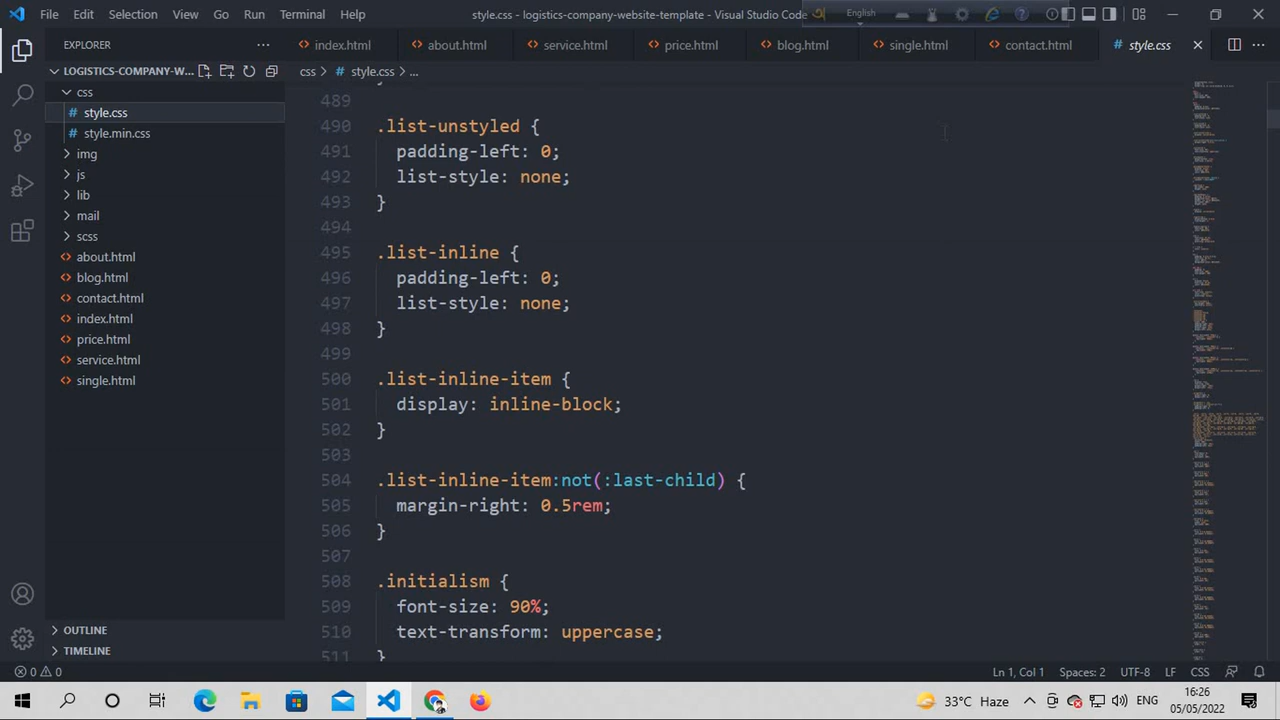 File Edit Selection View Go Run Terminal Help
style.css - logistics-company-website-template - Visual Studio Code
English
EXPLORER
index.html about.html service.html price.html blog.html single.html contact.html style.css
LOGISTICS-COMPANY-W...
css > # style.css > ...
css
# style.css
# style.min.css
img
js
lib
mail
scss
about.html
blog.html
contact.html
index.html
price.html
service.html
single.html
OUTLINE
TIMELINE
489
490 .list-unstyled {
491 padding-left: 0;
492 list-style: none;
493 }
494
495 .list-inline {
496 padding-left: 0;
497 list-style: none;
498 }
499
500 .list-inline-item {
501 display: inline-block;
502 }
503
504 .list-inline-item:not(:last-child) {
505 margin-right: 0.5rem;
506 }
507
508 .initialism {
509 font-size: 90%;
510 text-transform: uppercase;
511 }
0 0
Ln 1, Col 1 Spaces: 2 UTF-8 LF CSS
33°C Haze
ENG
16:26
05/05/2022